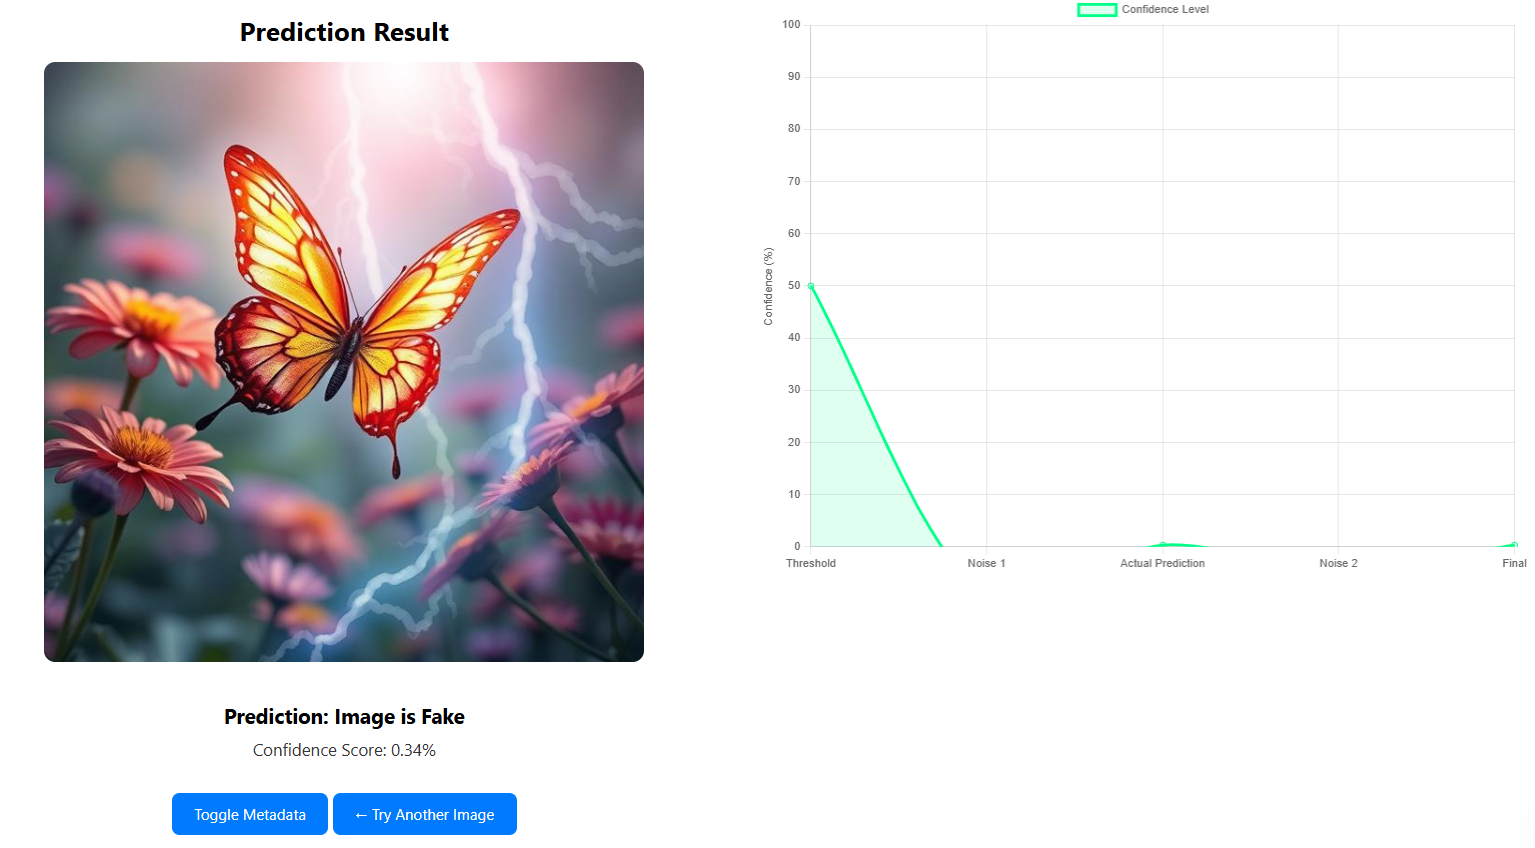 Prediction Result
Prediction: Image is Fake
Confidence Score: 0.34%
Toggle Metadata
← Try Another Image
Confidence Level
100
90
80
70
60
50
40
30
20
10
0
Confidence (%)
Threshold
Noise 1
Actual Prediction
Noise 2
Final